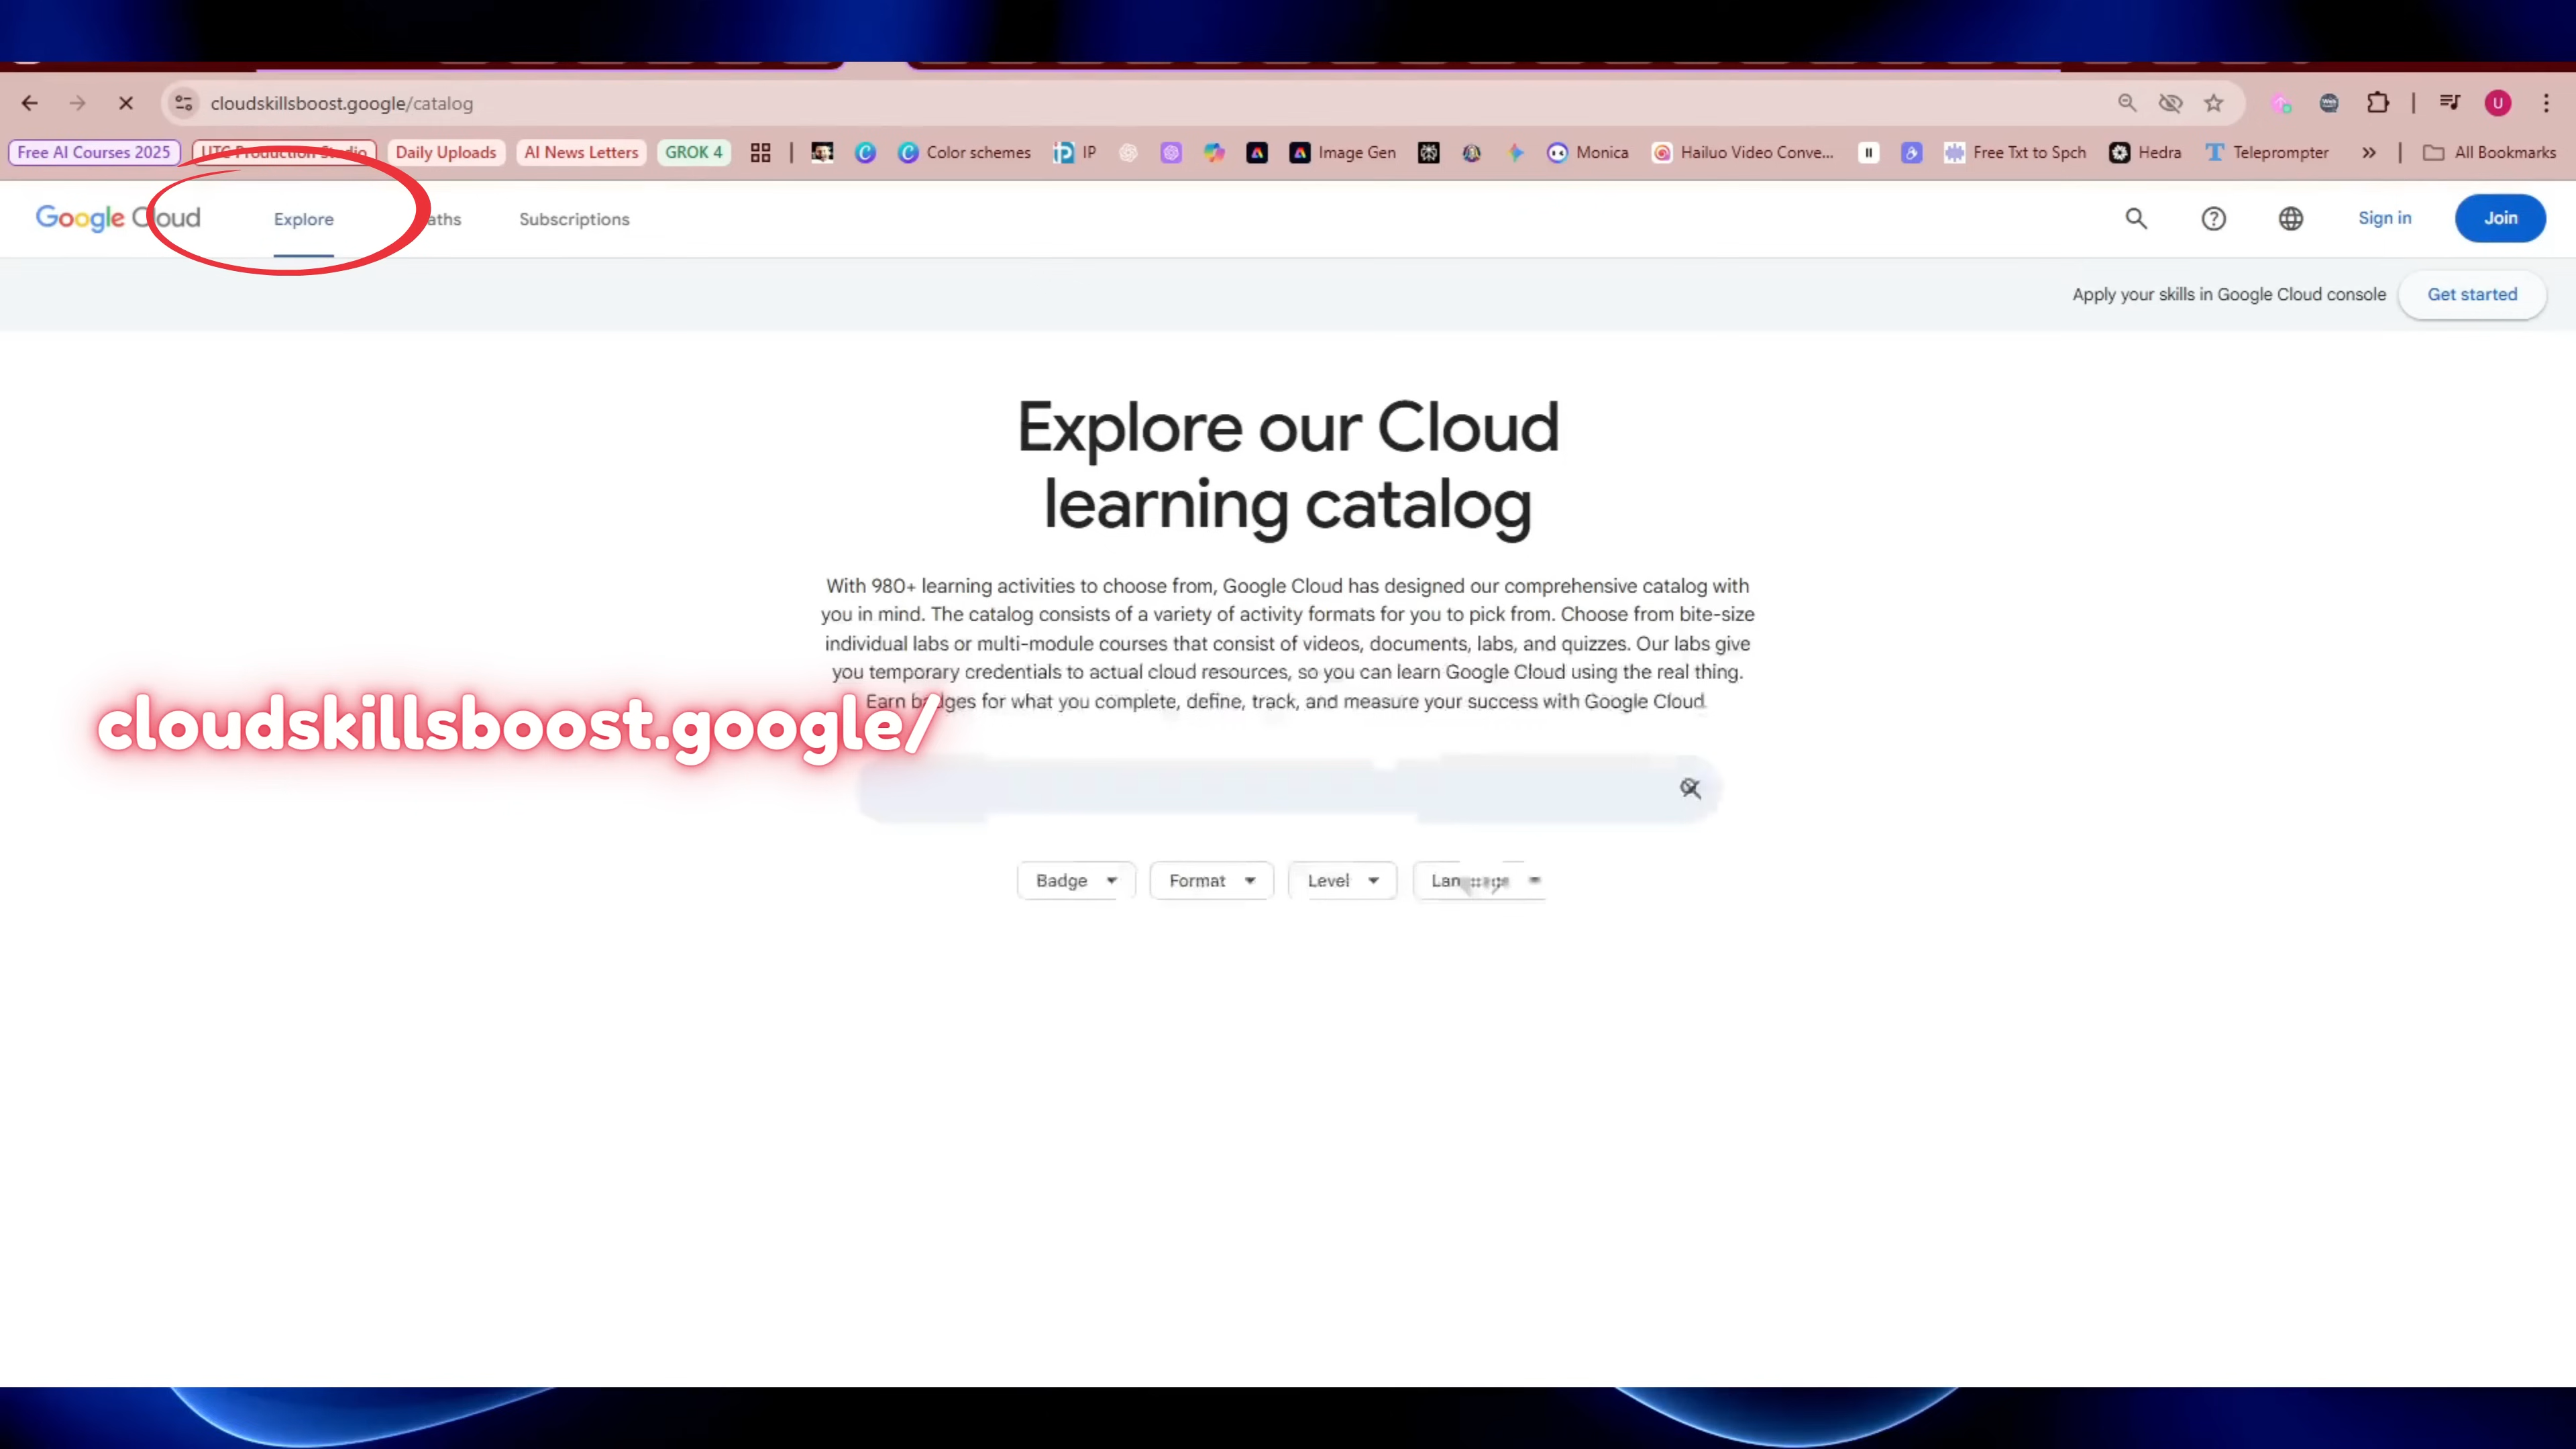 cloudskillsboost.google/catalog
Free AI Courses 2025 UTC Production Studio Daily Uploads AI News Letters GROK 4 Color schemes IP Image Gen Monica Hailuo Video Conve... Free Txt to Spch Hedra Teleprompter All Bookmarks
Google Cloud Explore aths Subscriptions Sign in Join
Apply your skills in Google Cloud console Get started
Explore our Cloud
learning catalog
With 980+ learning activities to choose from, Google Cloud has designed our comprehensive catalog with
you in mind. The catalog consists of a variety of activity formats for you to pick from. Choose from bite-size
individual labs or multi-module courses that consist of videos, documents, labs, and quizzes. Our labs give
you temporary credentials to actual cloud resources, so you can learn Google Cloud using the real thing.
Earn badges for what you complete, define, track, and measure your success with Google Cloud.
cloudskillsboost.google/
Badge Format Level Language